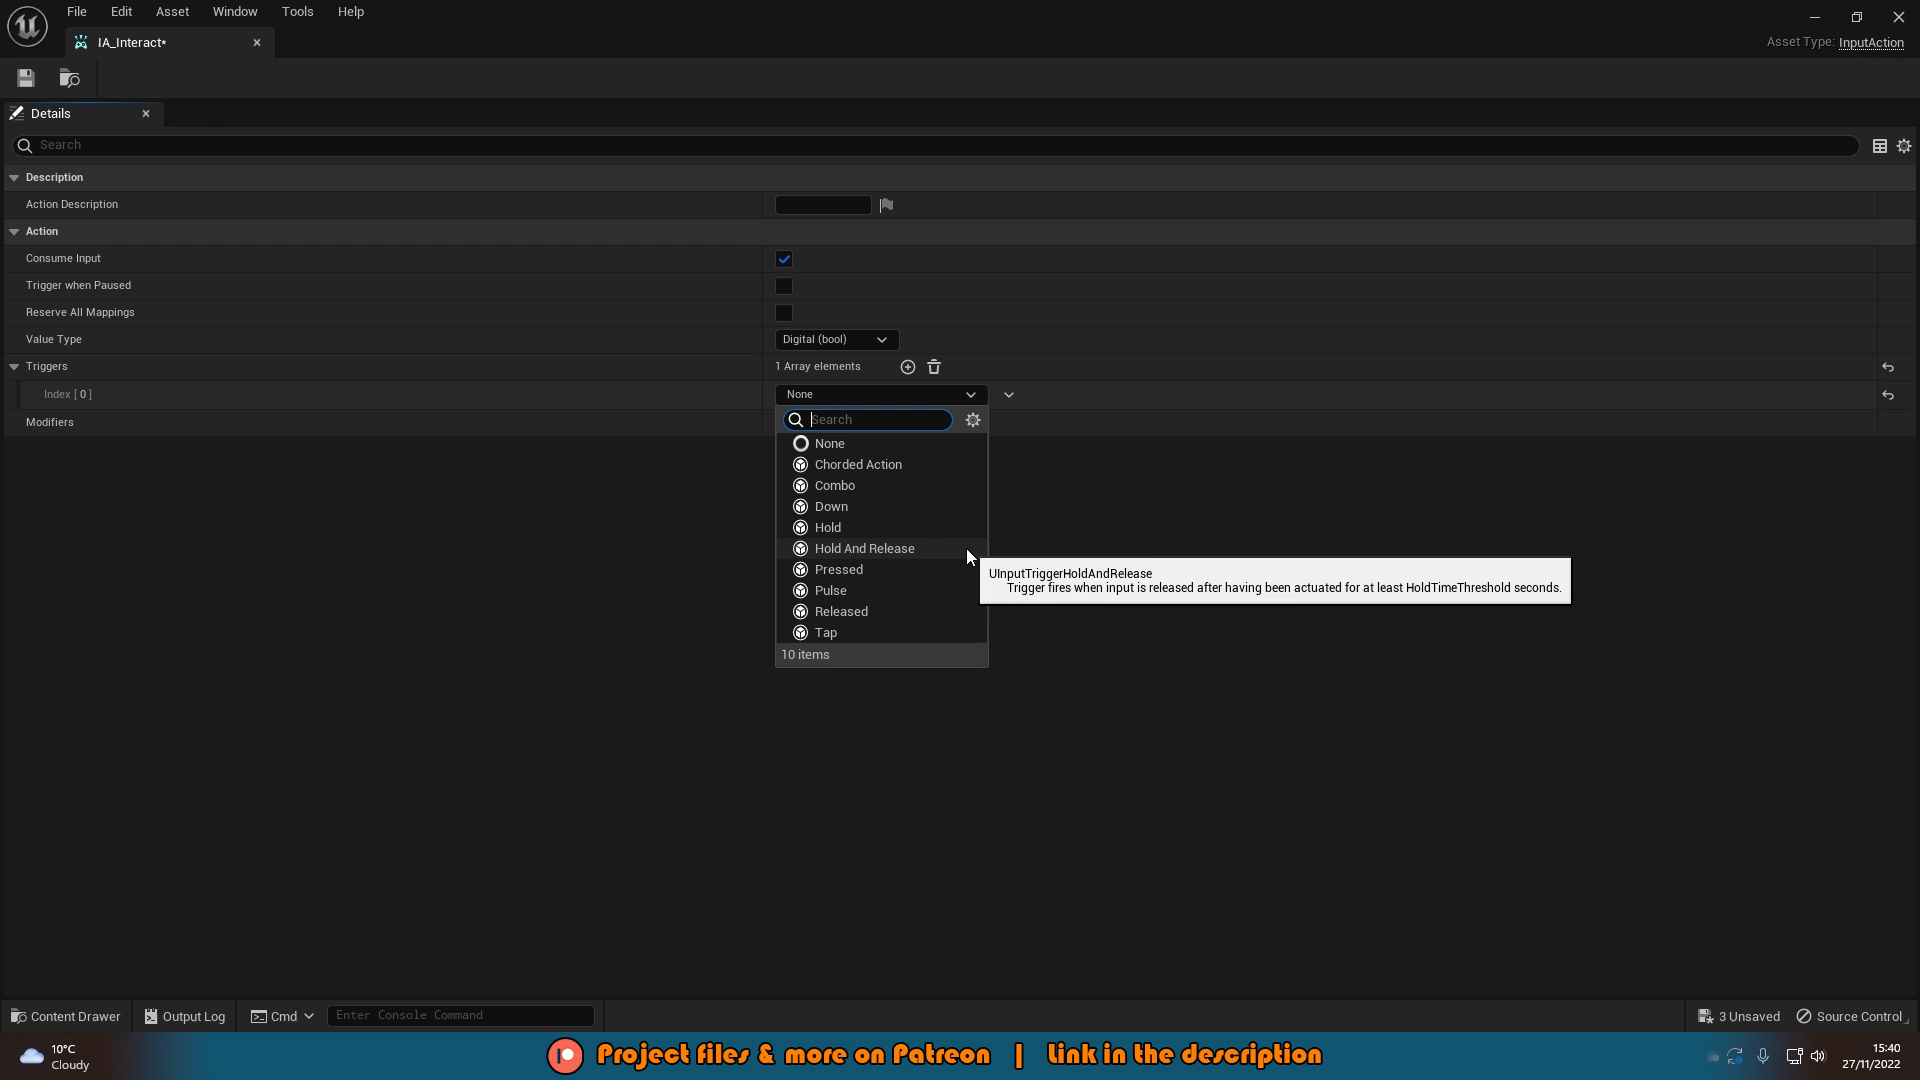 File Edit Asset Window Tools Help
IA_Interact*
Asset Type: InputAction
Details
Search
Description
Action Description
Action
Consume Input
Trigger when Paused
Reserve All Mappings
Value Type Digital (bool)
Triggers 1 Array elements
Index [ 0 ] None
Modifiers
Search
None
Chorded Action
Combo
Down
Hold
Hold And Release
Pressed
Pulse
Released
Tap
10 items
UInputTriggerHoldAndRelease
Trigger fires when input is released after having been actuated for at least HoldTimeThreshold seconds.
Content Drawer Output Log Cmd Enter Console Command 3 Unsaved Source Control
10°C
Cloudy
Project files & more on Patreon | Link in the description
15:40
27/11/2022